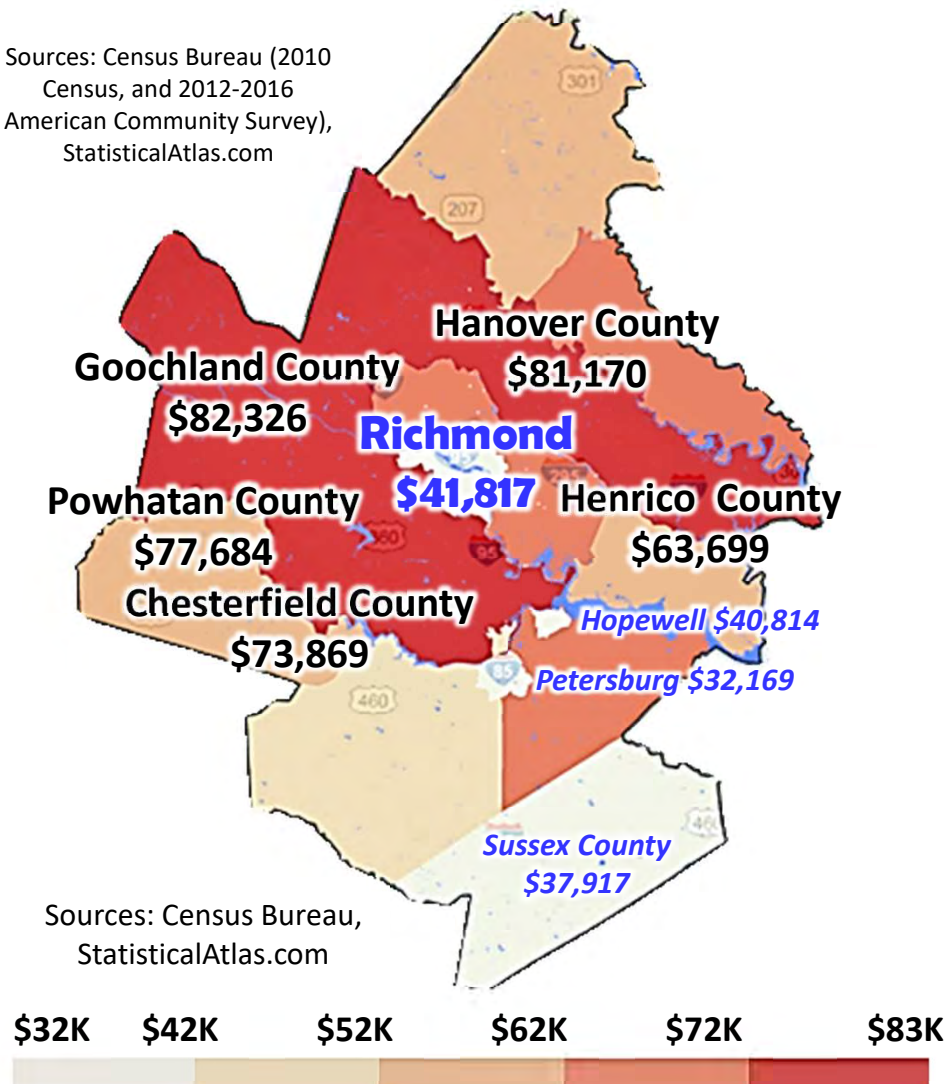 Sources: Census Bureau (2010
Census, and 2012-2016
American Community Survey),
StatisticalAtlas.com
301
207
Hanover County
$81,170
Goochland County
$82,326
Richmond
$41,817
Henrico County
$63,699
Powhatan County
$77,684
95
Chesterfield County
$73,869
Hopewell $40,814
85
Petersburg $32,169
460
Sussex County
$37,917
Sources: Census Bureau,
StatisticalAtlas.com
$32K $42K $52K $62K $72K $83K